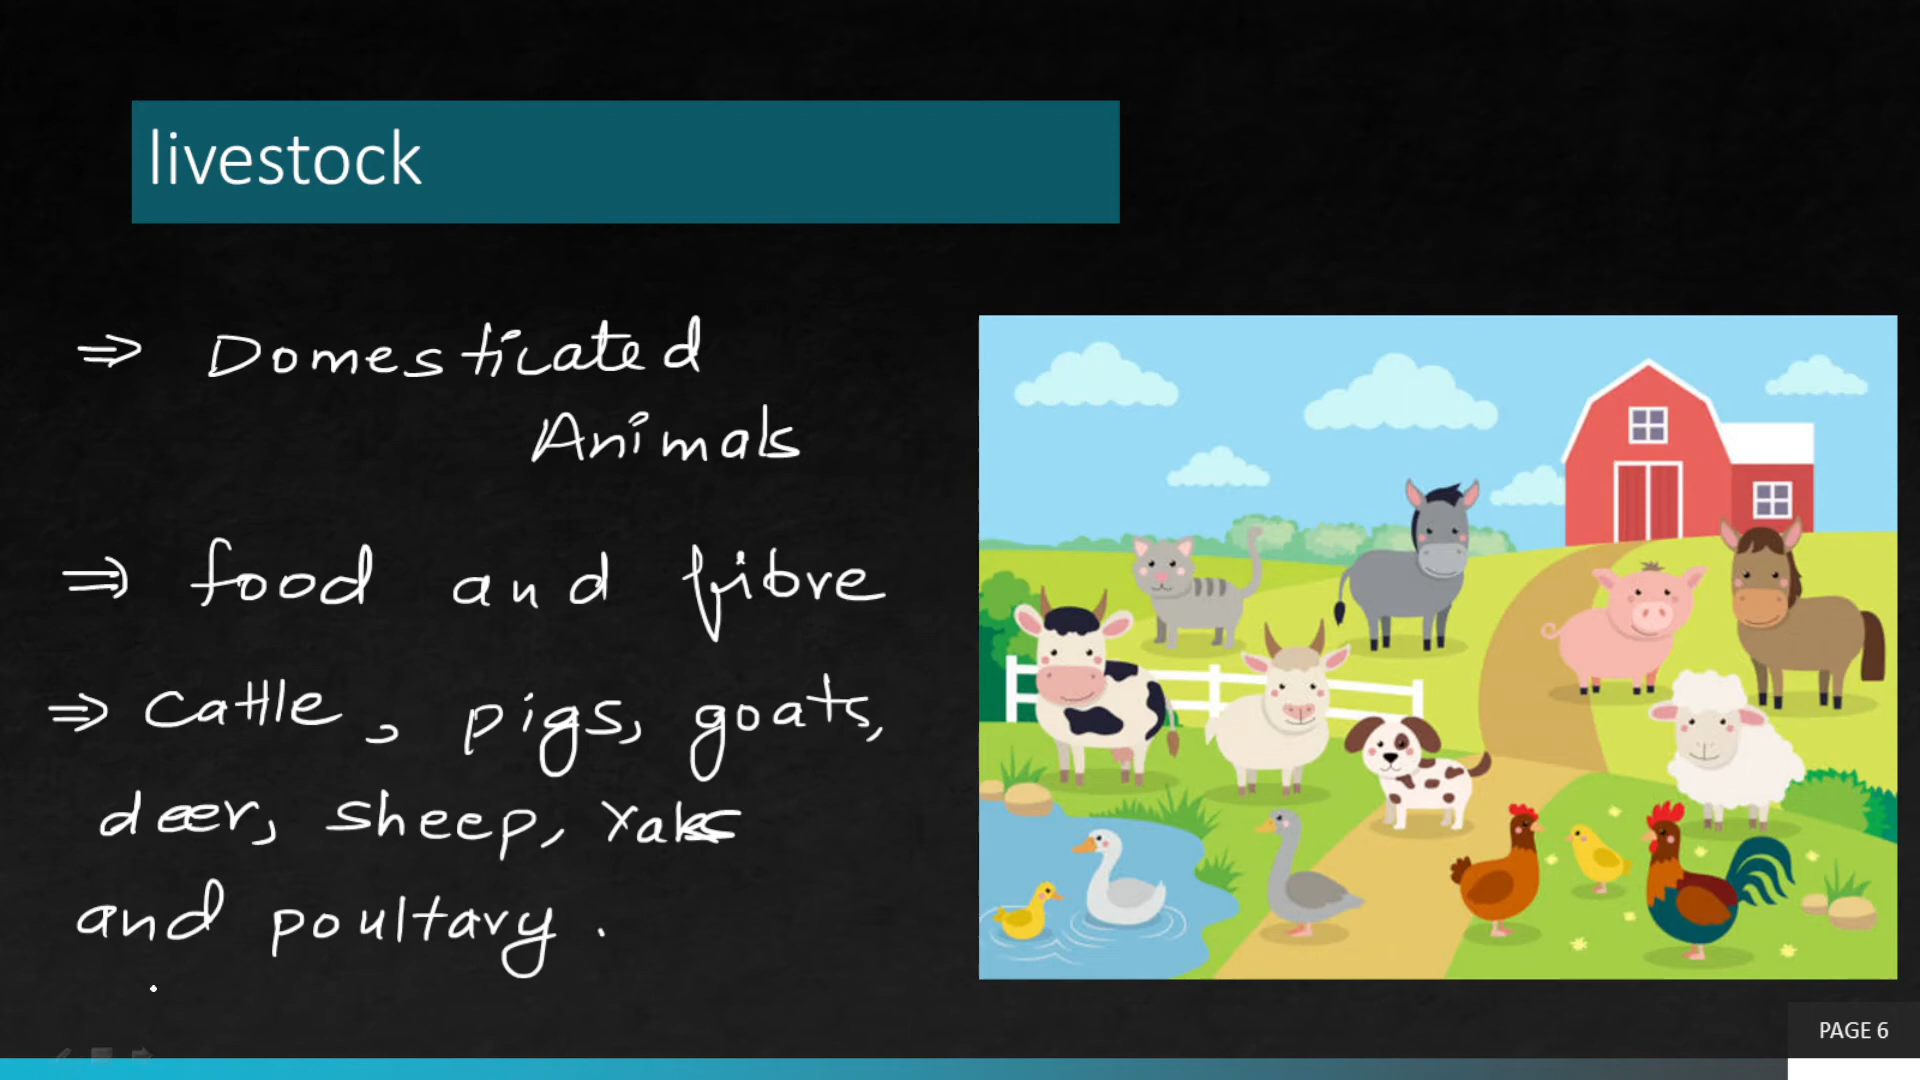 livestock
⇒ Domesticated
Animals
⇒ food and fibre
⇒ Cattle, pigs, goats,
deer, sheep, Yaks
and poultary.
PAGE 6